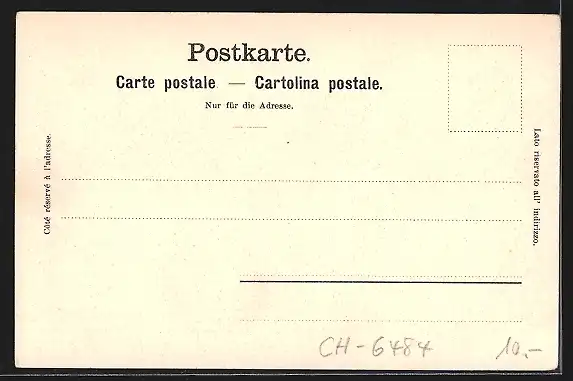 Postkarte.
Carte postale — Cartolina postale.
Nur für die Adresse.
Côté réservé à l'adresse.
Lato riservato all' indirizzo.
CH-6484
10.-